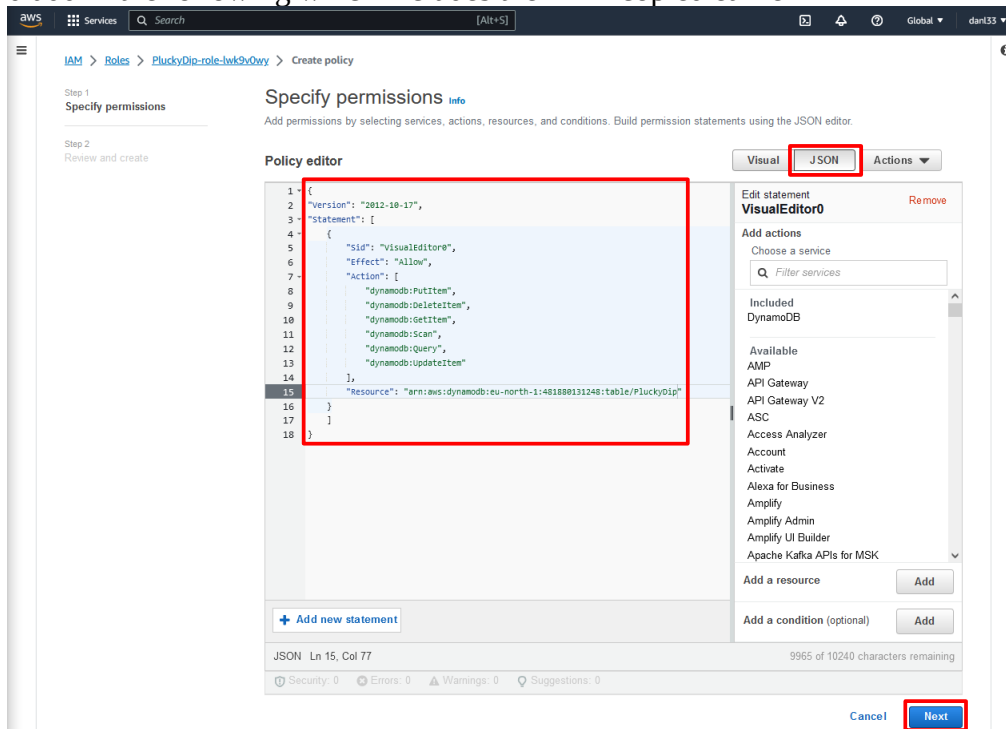 aws Services Search [Alt+S] Global danl33
IAM > Roles > PluckyDip-role-lwk9v0wy > Create policy
Step 1
Specify permissions
Step 2
Review and create
Specify permissions Info
Add permissions by selecting services, actions, resources, and conditions. Build permission statements using the JSON editor.
Policy editor
Visual JSON Actions
1 {
2 "Version": "2012-10-17",
3 "Statement": [
4 {
5 "Sid": "VisualEditor0",
6 "Effect": "Allow",
7 "Action": [
8 "dynamodb:PutItem",
9 "dynamodb:DeleteItem",
10 "dynamodb:GetItem",
11 "dynamodb:Scan",
12 "dynamodb:Query",
13 "dynamodb:UpdateItem"
14 ],
15 "Resource": "arn:aws:dynamodb:eu-north-1:481880131248:table/PluckyDip"
16 }
17 ]
18 }
Edit statement
VisualEditor0
Remove
Add actions
Choose a service
Filter services
Included
DynamoDB
Available
AMP
API Gateway
API Gateway V2
ASC
Access Analyzer
Account
Activate
Alexa for Business
Amplify
Amplify Admin
Amplify UI Builder
Apache Kafka APIs for MSK
Add a resource Add
Add a condition (optional) Add
+ Add new statement
JSON Ln 15, Col 77
9965 of 10240 characters remaining
Security: 0 Errors: 0 Warnings: 0 Suggestions: 0
Cancel Next